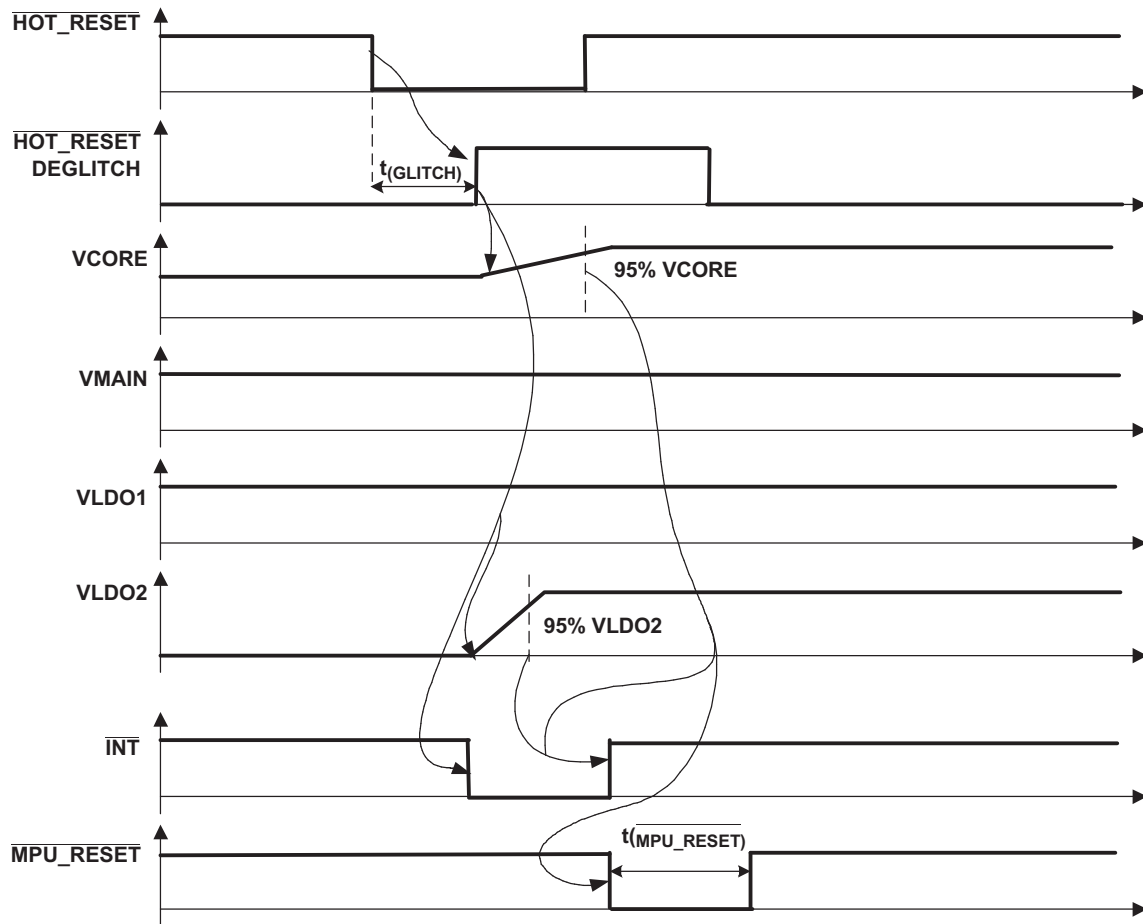 HOT_RESET
HOT_RESET
DEGLITCH
t(GLITCH)
VCORE
95% VCORE
VMAIN
VLDO1
VLDO2
95% VLDO2
INT
MPU_RESET
t(MPU_RESET)